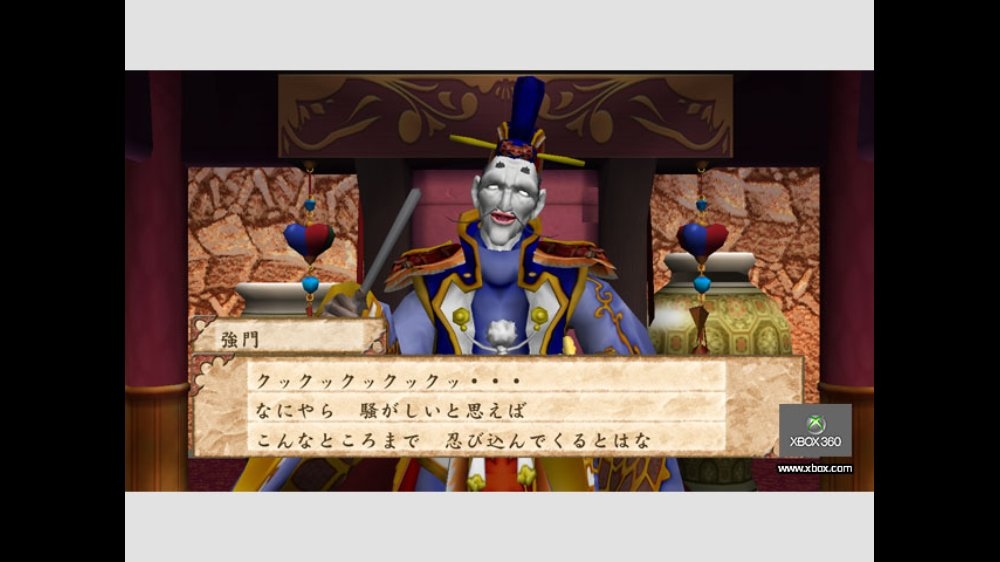 強門
クックックックックッ・・・
なにやら　騒がしいと思えば
こんなところまで　忍び込んでくるとはな
XBOX360
www.xbox.com